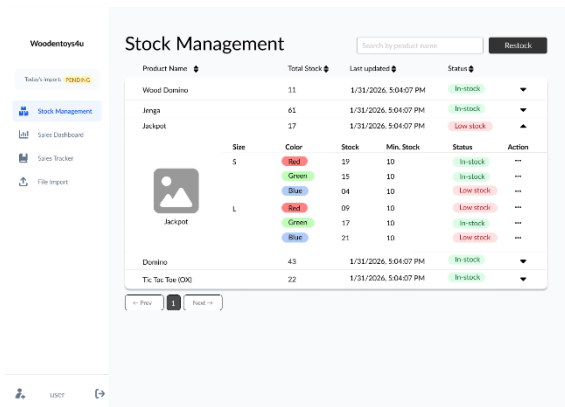 Woodentoys4u
Today's imports PENDING
Stock Management
Sales Dashboard
Sales Tracker
File Import
user
Stock Management
Search by product name
Restock
Product Name Total Stock Last updated Status
Wood Domino 11 1/31/2026, 5:04:07 PM In-stock
Jenga 61 1/31/2026, 5:04:07 PM In-stock
Jackpot 17 1/31/2026, 5:04:07 PM Low stock
Size Color Stock Min. Stock Status Action
S Red 19 10 In-stock ...
Green 15 10 In-stock ...
Blue 04 10 Low stock ...
L Red 09 10 Low stock ...
Green 17 10 In-stock ...
Blue 21 10 Low stock ...
Jackpot
Domino 43 1/31/2026, 5:04:07 PM In-stock
Tic Tac Toe (OX) 22 1/31/2026, 5:04:07 PM In-stock
← Prev 1 Next →